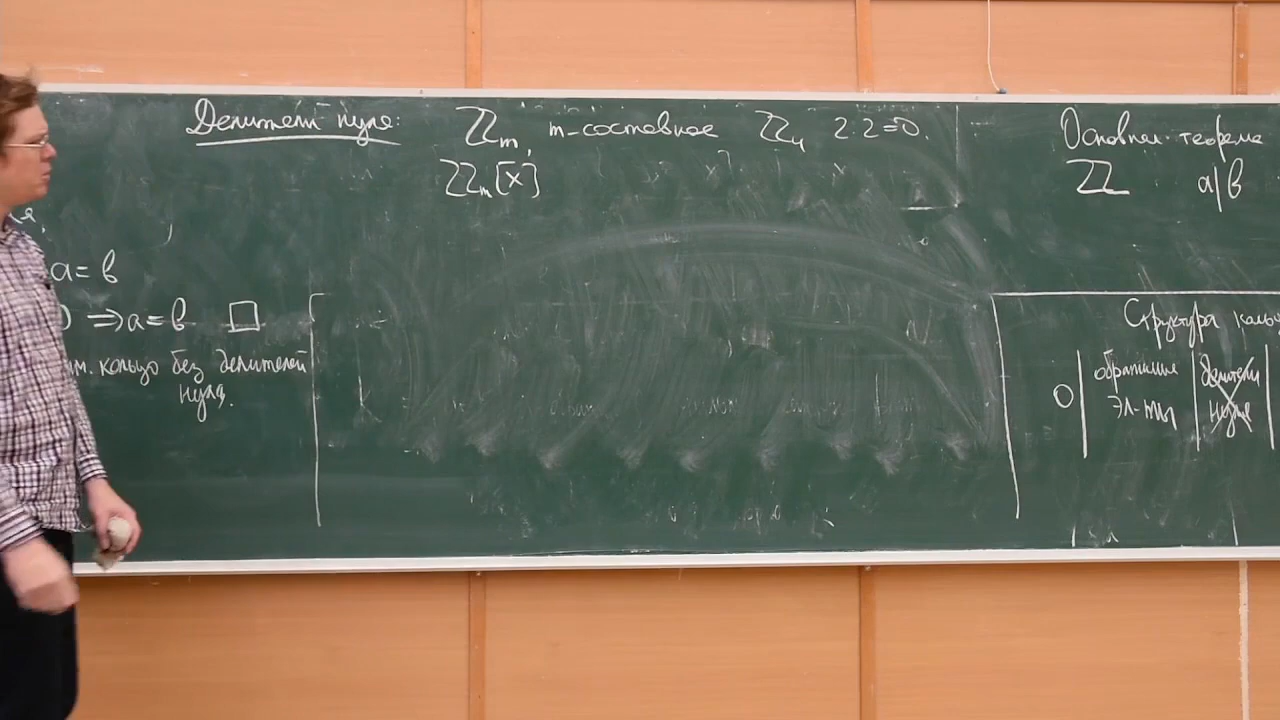 Делители нуля: ℤₘ, m-составное ℤ₄ 2·2=0.
ℤₘ[x]
a=b
⇒a=b □
кольцо без делителей
нуля.
Основная теорема
ℤ a|b
Структура кольц
0 | обратимые | делители |
эл-ты нуля